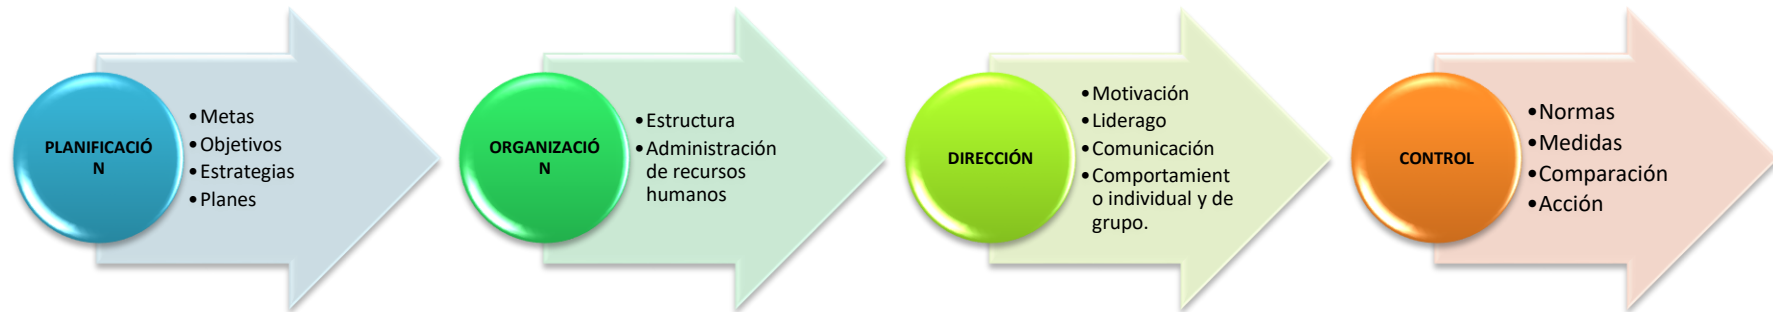 PLANIFICACIÓ
N
•Metas
•Objetivos
•Estrategias
•Planes
ORGANIZACIÓ
N
•Estructura
•Administración
de recursos
humanos
DIRECCIÓN
•Motivación
•Liderago
•Comunicación
•Comportamient
o individual y de
grupo.
CONTROL
•Normas
•Medidas
•Comparación
•Acción